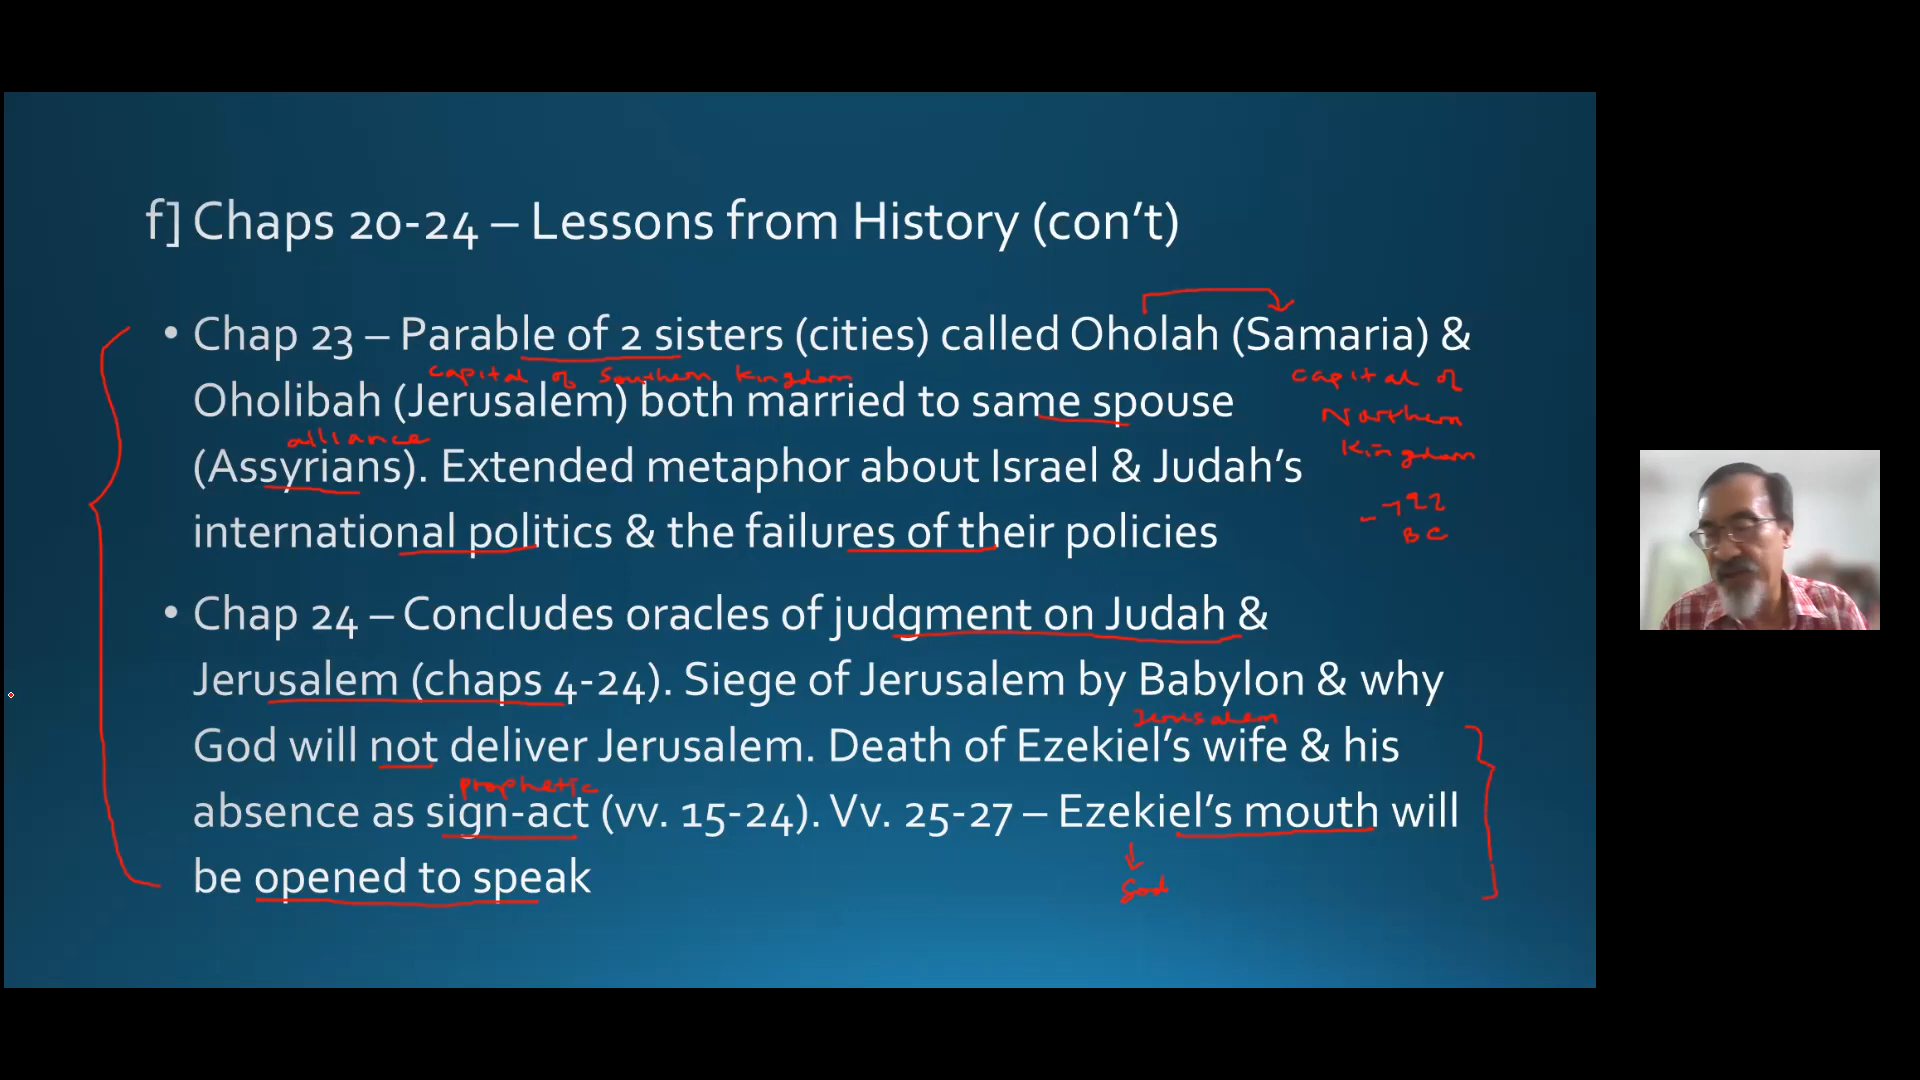 f] Chaps 20-24 – Lessons from History (con’t)
• Chap 23 – Parable of 2 sisters (cities) called Oholah (Samaria) &
capital of Southern Kingdom
capital of
Oholibah (Jerusalem) both married to same spouse
Northern
alliance
Kingdom
(Assyrians). Extended metaphor about Israel & Judah’s
- 722
international politics & the failures of their policies
BC
• Chap 24 – Concludes oracles of judgment on Judah &
Jerusalem (chaps 4-24). Siege of Jerusalem by Babylon & why
Jerusalem
God will not deliver Jerusalem. Death of Ezekiel’s wife & his
prophetic
absence as sign-act (vv. 15-24). Vv. 25-27 – Ezekiel’s mouth will
be opened to speak
God